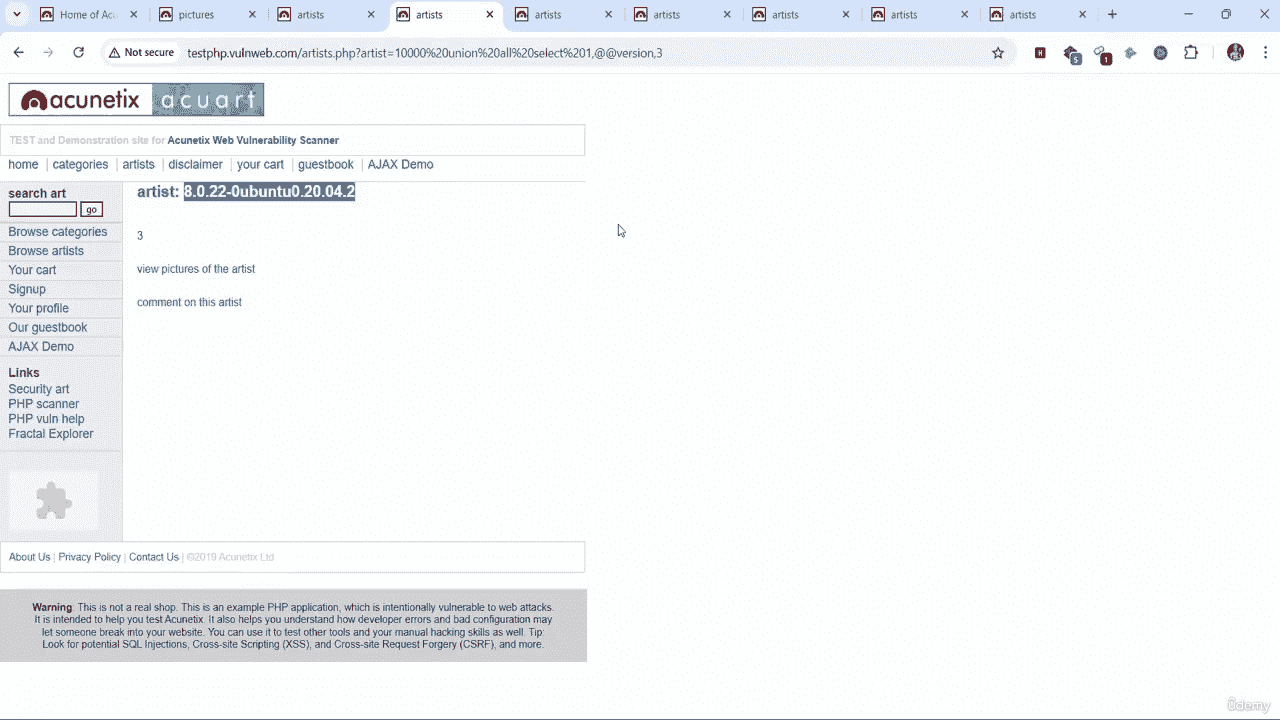 Home of Acu
pictures
artists
artists
artists
artists
artists
artists
artists
Not secure
testphp.vulnweb.com/artists.php?artist=10000%20union%20all%20select%201,@@version,3
H
5
1
acunetix acuart
TEST and Demonstration site for Acunetix Web Vulnerability Scanner
home | categories | artists | disclaimer | your cart | guestbook | AJAX Demo
search art
go
Browse categories
Browse artists
Your cart
Signup
Your profile
Our guestbook
AJAX Demo
Links
Security art
PHP scanner
PHP vuln help
Fractal Explorer
artist: 8.0.22-0ubuntu0.20.04.2
3
view pictures of the artist
comment on this artist
About Us | Privacy Policy | Contact Us | ©2019 Acunetix Ltd
Warning: This is not a real shop. This is an example PHP application, which is intentionally vulnerable to web attacks.
It is intended to help you test Acunetix. It also helps you understand how developer errors and bad configuration may
let someone break into your website. You can use it to test other tools and your manual hacking skills as well. Tip:
Look for potential SQL Injections, Cross-site Scripting (XSS), and Cross-site Request Forgery (CSRF), and more.
ûdemy